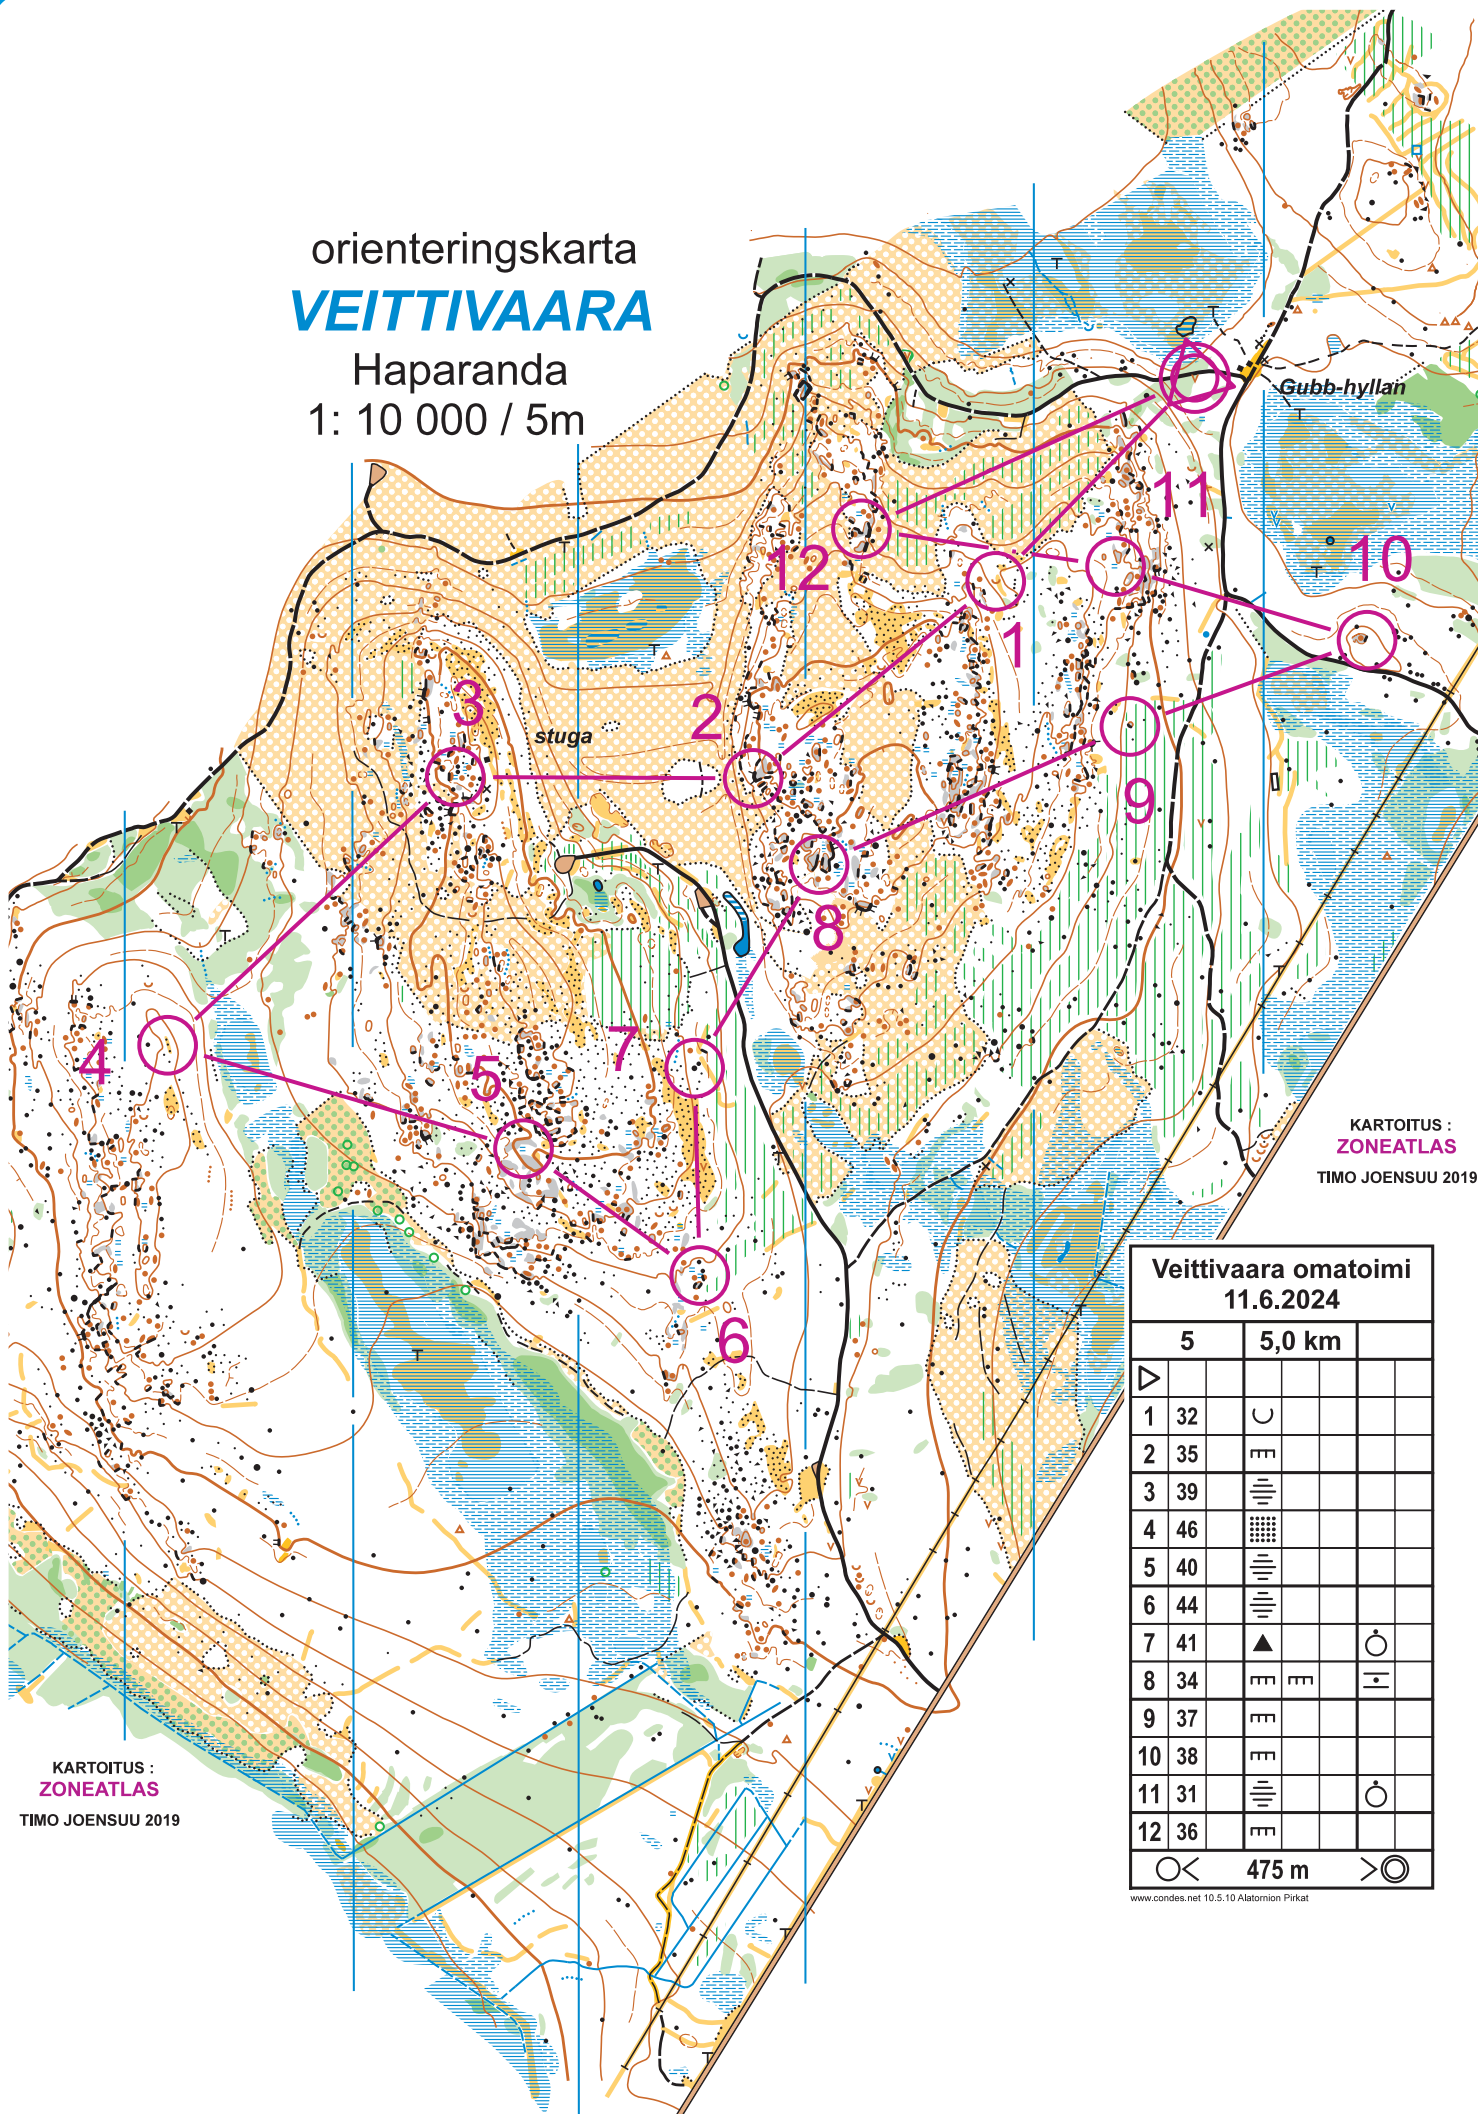 orienteringskarta
VEITTIVAARA
Haparanda
1: 10 000 / 5m
Gubb-hyllan
11
10
12
1
3
2
stuga
9
8
7
4
5
6
KARTOITUS :
ZONEATLAS
TIMO JOENSUU 2019
Veittivaara omatoimi
11.6.2024
5 5,0 km
1 32
2 35
3 39
4 46
5 40
6 44
7 41
8 34
9 37
10 38
11 31
12 36
475 m
www.condes.net 10.5.10 Alatornion Pirkat
KARTOITUS :
ZONEATLAS
TIMO JOENSUU 2019